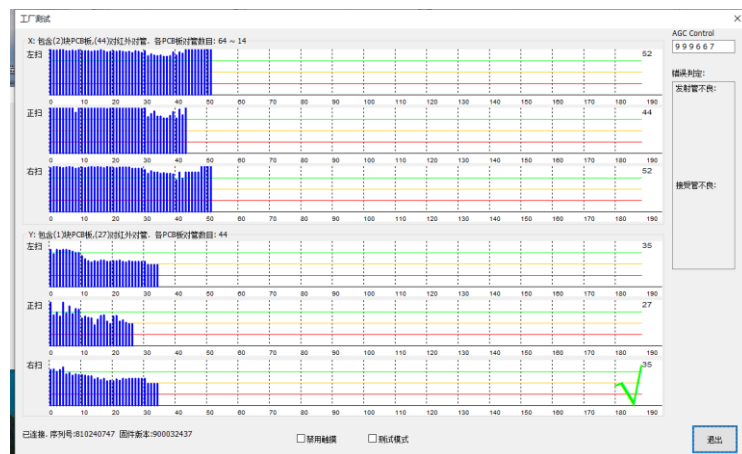 工厂测试
X: 包含(2)块PCB板,(44)对红外对管. 各PCB板对管数目: 64 ~ 14
AGC Control
999667
左扫
52
0 10 20 30 40 50 60 70 80 90 100 110 120 130 140 150 160 170 180 190
错误判定:
发射管不良:
正扫
44
0 10 20 30 40 50 60 70 80 90 100 110 120 130 140 150 160 170 180 190
右扫
52
接受管不良:
0 10 20 30 40 50 60 70 80 90 100 110 120 130 140 150 160 170 180 190
Y: 包含(1)块PCB板,(27)对红外对管. 各PCB板对管数目: 44
左扫
35
0 10 20 30 40 50 60 70 80 90 100 110 120 130 140 150 160 170 180 190
正扫
27
0 10 20 30 40 50 60 70 80 90 100 110 120 130 140 150 160 170 180 190
右扫
35
0 10 20 30 40 50 60 70 80 90 100 110 120 130 140 150 160 170 180 190
已连接. 序列号:810240747 固件版本:900032437
禁用触摸
测试模式
退出